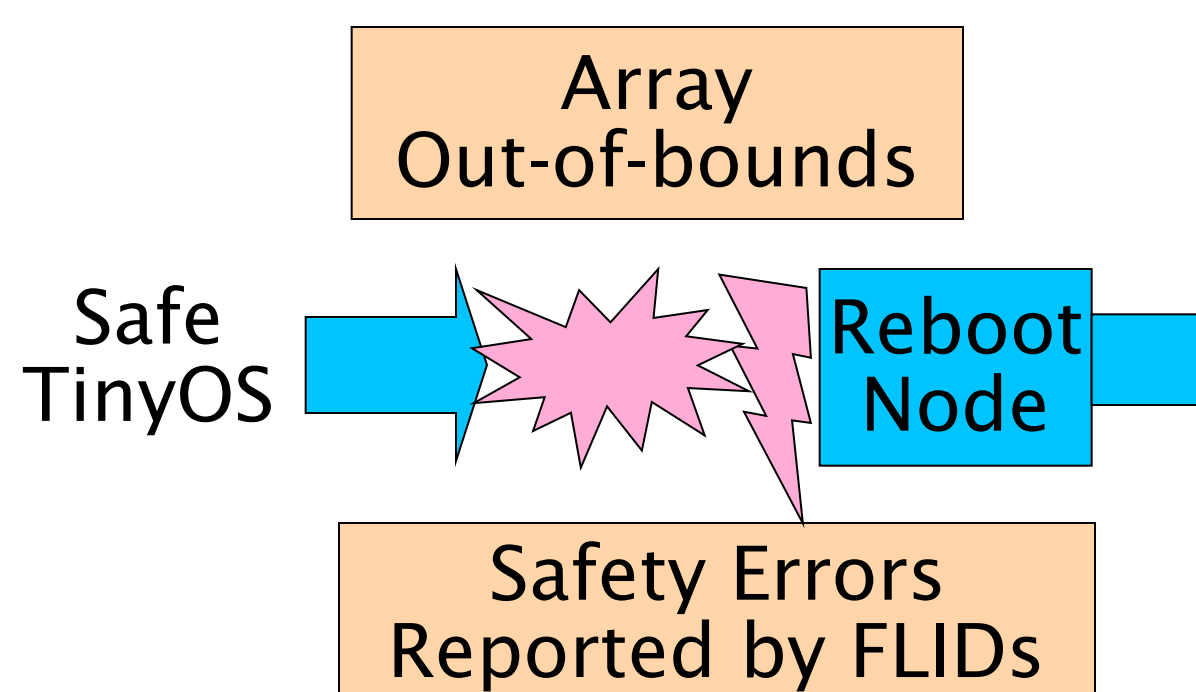 Array
Out-of-bounds
Safe
TinyOS
Reboot
Node
Safety Errors
Reported by FLIDs